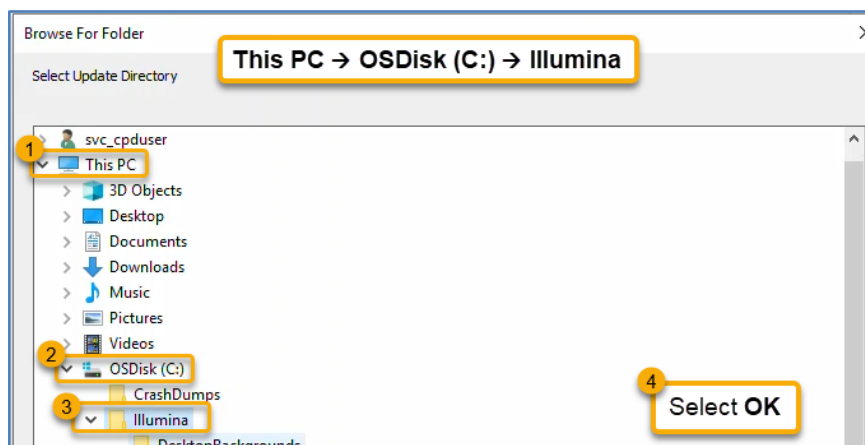 Browse For Folder
This PC → OSDisk (C:) → Illumina
Select Update Directory
svc_cpduser
1
This PC
3D Objects
Desktop
Documents
Downloads
Music
Pictures
Videos
2
OSDisk (C:)
CrashDumps
3
Illumina
4
Select OK
DesktopBackgrounds